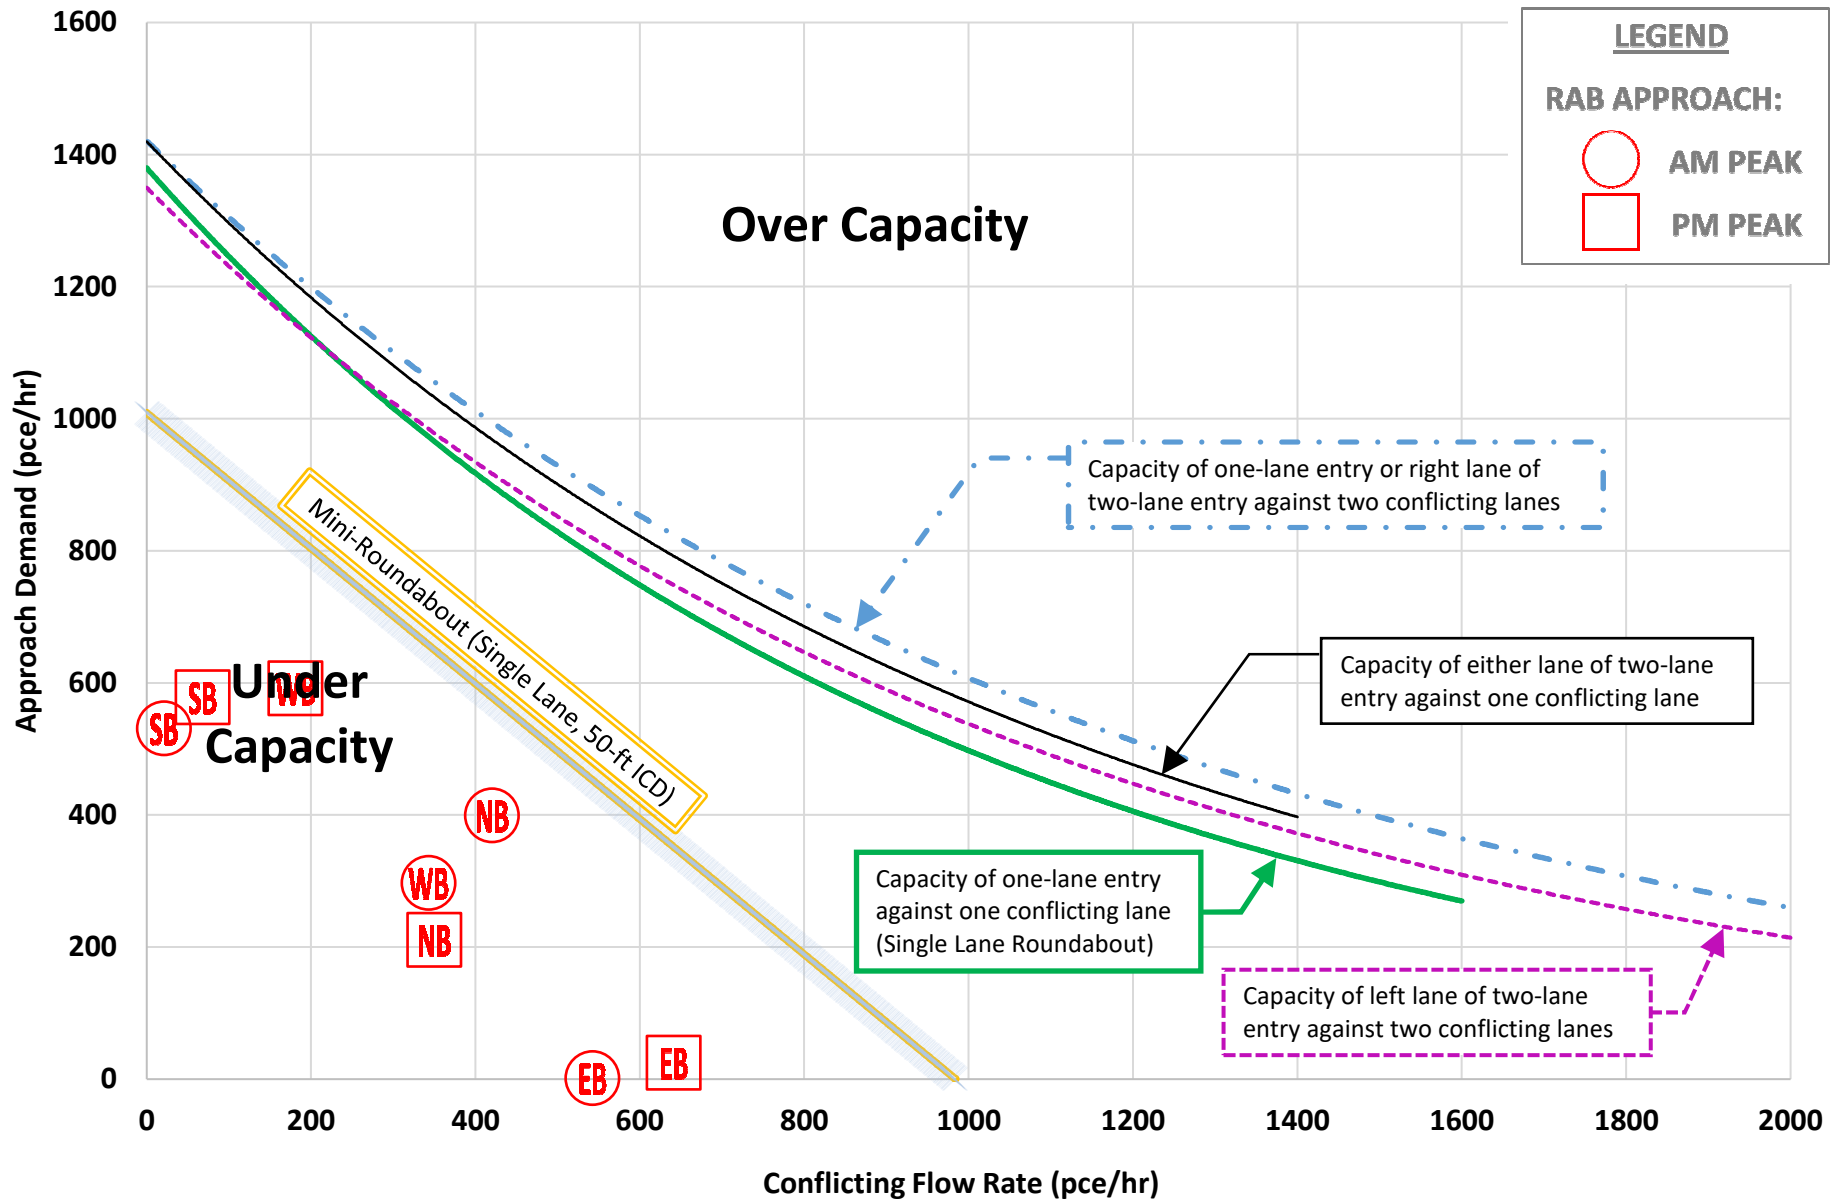 1600
1400
1200
1000
800
600
400
200
0
Approach Demand (pce/hr)
0 200 400 600 800 1000 1200 1400 1600 1800 2000
Conflicting Flow Rate (pce/hr)
LEGEND
RAB APPROACH:
AM PEAK
PM PEAK
Over Capacity
Under
Capacity
Mini-Roundabout (Single Lane, 50-ft ICD)
Capacity of one-lane entry or right lane of
two-lane entry against two conflicting lanes
Capacity of either lane of two-lane
entry against one conflicting lane
Capacity of one-lane entry
against one conflicting lane
(Single Lane Roundabout)
Capacity of left lane of two-lane
entry against two conflicting lanes
SB
SB
WB
NB
WB
NB
EB
EB